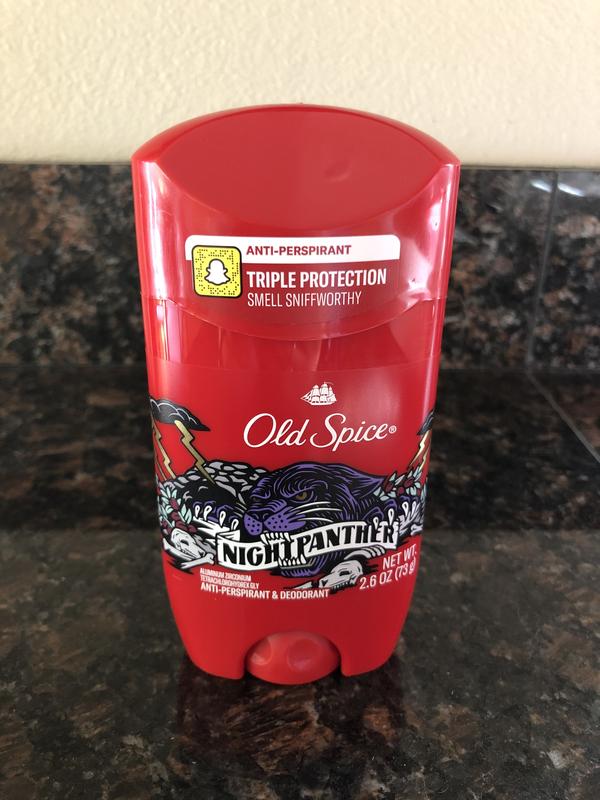 ANTI-PERSPIRANT
TRIPLE PROTECTION
SMELL SNIFFWORTHY
Old Spice®
NIGHTPANTHER
ALUMINUM ZIRCONIUM
TETRACHLOROHYDREX GLY
ANTI-PERSPIRANT & DEODORANT
NET WT.
2.6 OZ (73 g)